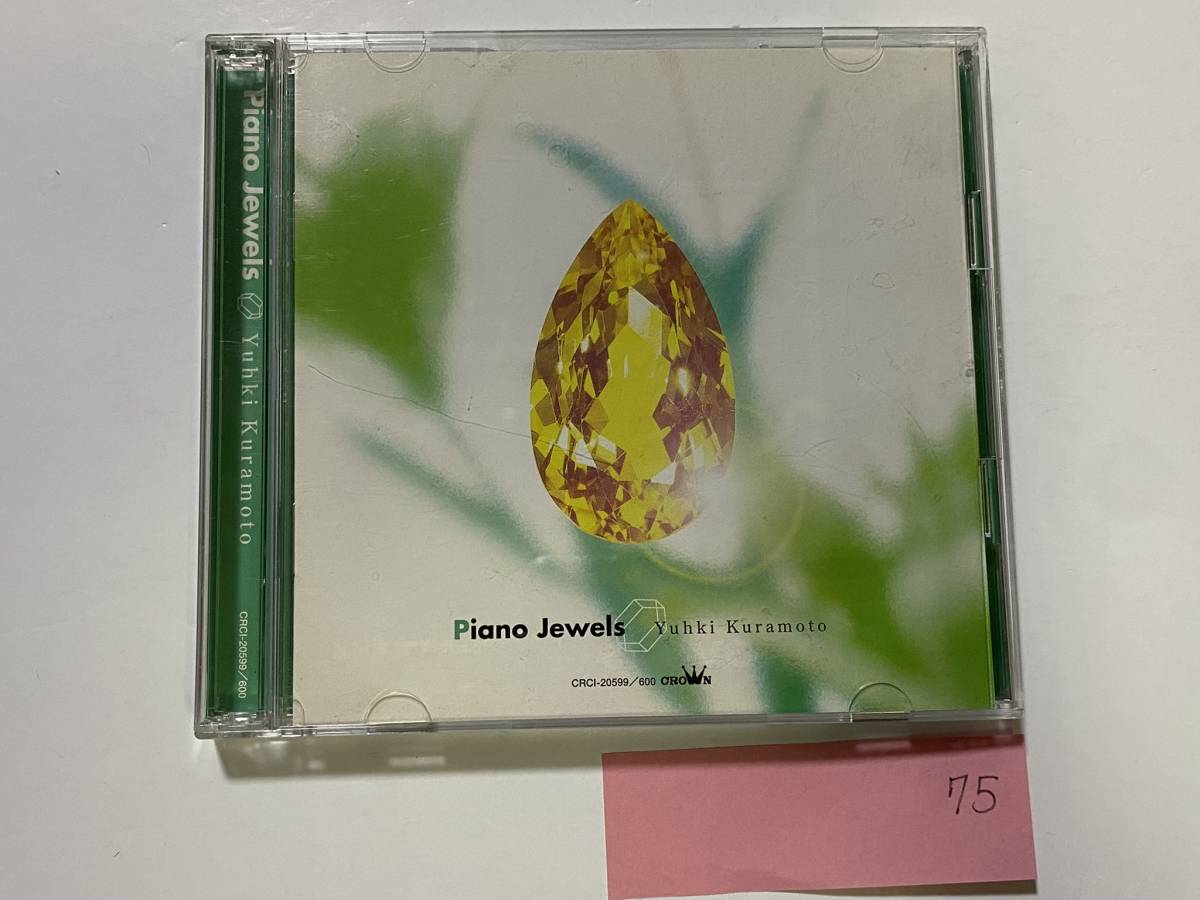 Piano Jewels Yuhki Kuramoto
CRCI-20599/600
Piano Jewels Yuhki Kuramoto
CRCI-20599/600 CROWN
75